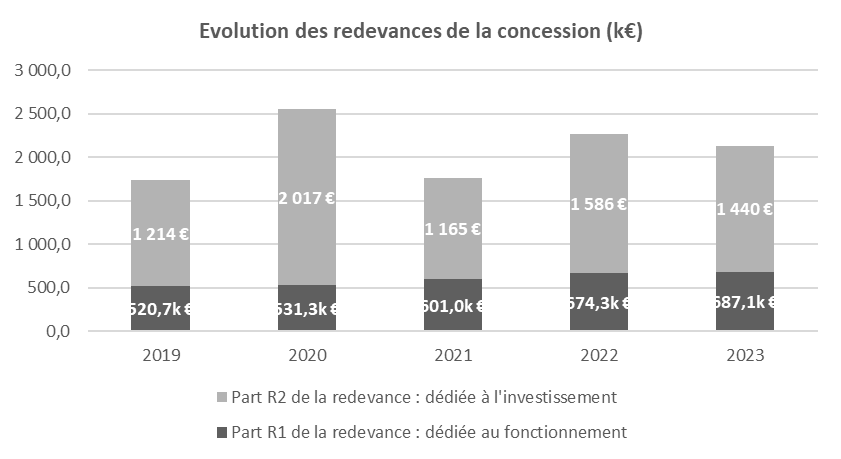 Evolution des redevances de la concession (k€)
3 000,0
2 500,0
2 000,0
1 500,0
1 000,0
500,0
0,0
2 017 €
1 586 €
1 440 €
1 214 €
1 165 €
520,7k €
531,3k €
601,0k €
674,3k €
687,1k €
2019 2020 2021 2022 2023
Part R2 de la redevance : dédiée à l'investissement
Part R1 de la redevance : dédiée au fonctionnement